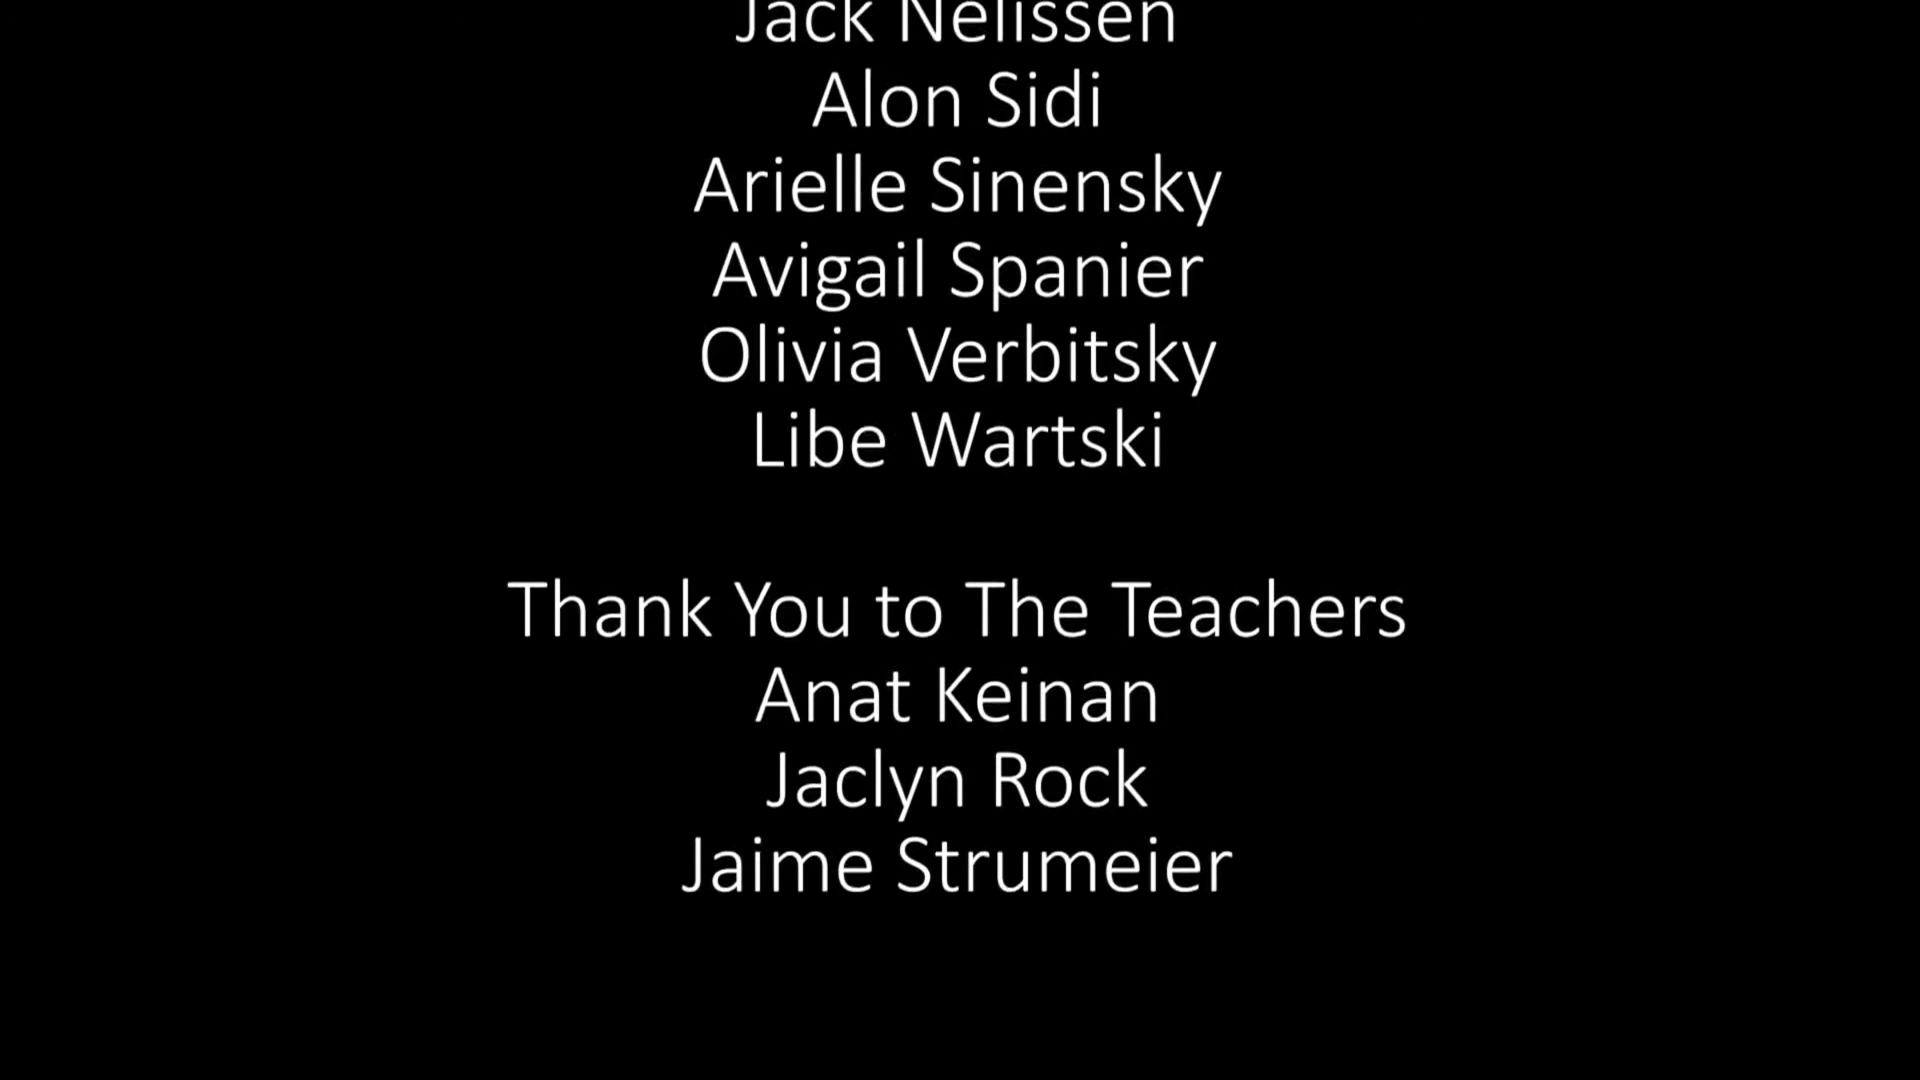 Jack Nelissen
Alon Sidi
Arielle Sinensky
Avigail Spanier
Olivia Verbitsky
Libe Wartski
Thank You to The Teachers
Anat Keinan
Jaclyn Rock
Jaime Strumeier